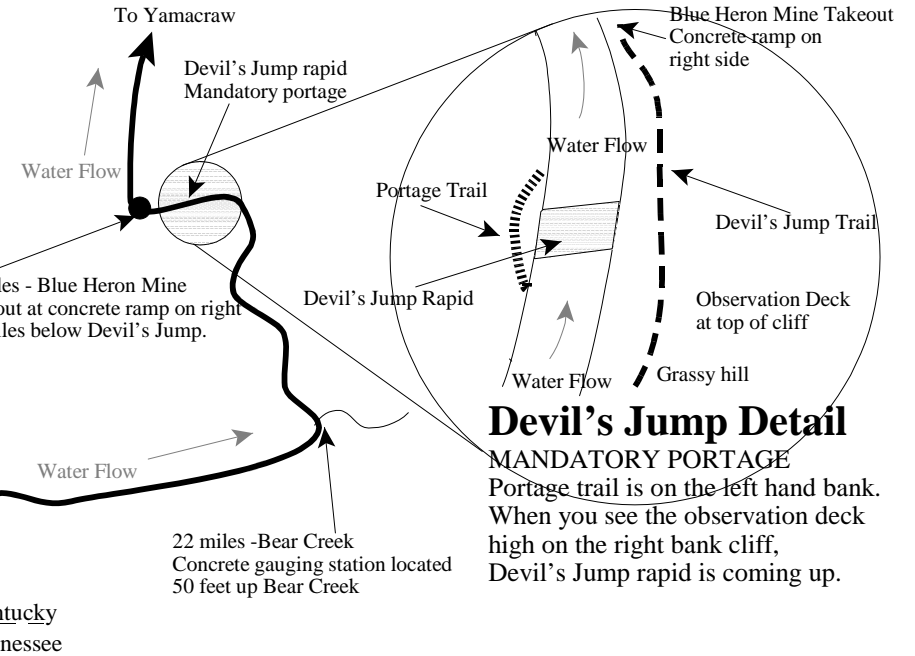 To Yamacraw
Blue Heron Mine Takeout
Concrete ramp on
right side
Devil's Jump rapid
Mandatory portage
Water Flow
Water Flow
Portage Trail
Devil's Jump Trail
les - Blue Heron Mine
out at concrete ramp on right
iles below Devil's Jump.
Devil's Jump Rapid
Observation Deck
at top of cliff
Water Flow
Grassy hill
Devil's Jump Detail
MANDATORY PORTAGE
Portage trail is on the left hand bank.
When you see the observation deck
high on the right bank cliff,
Devil's Jump rapid is coming up.
Water Flow
22 miles -Bear Creek
Concrete gauging station located
50 feet up Bear Creek
ntucky
nessee